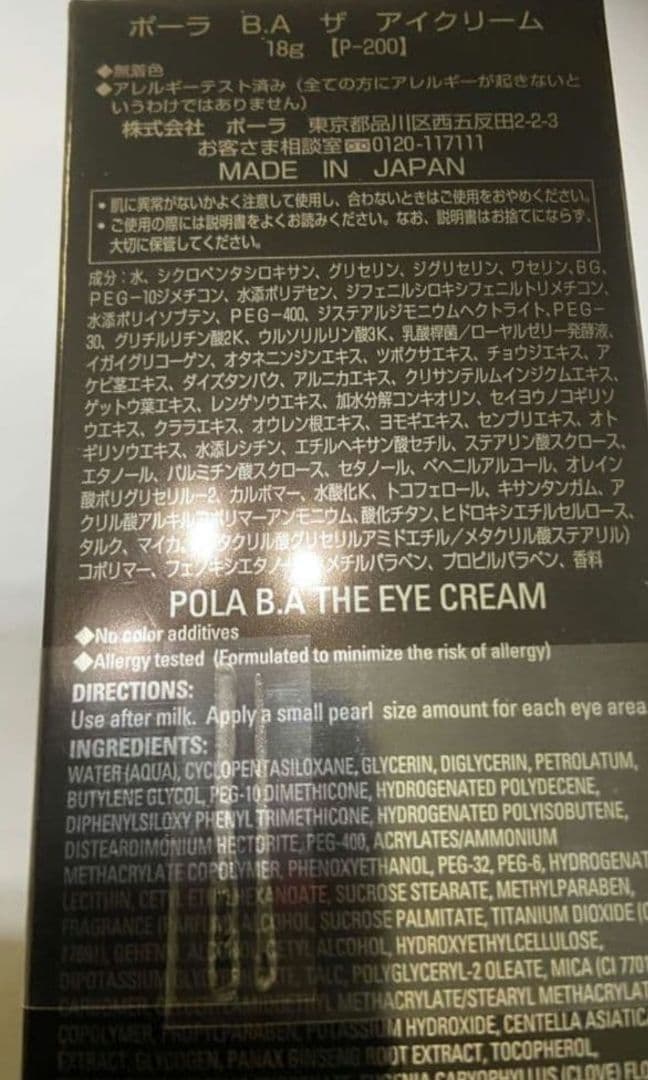 ポーラ B.A ザ アイクリーム
18g 【P-200】
◆無着色
◆アレルギーテスト済み（全ての方にアレルギーが起きないと
いうわけではありません）
株式会社 ポーラ 東京都品川区西五反田2-2-3
お客さま相談室 0120-117111
MADE IN JAPAN
・肌に異常がないかよく注意して使用し、合わないときはご使用をおやめください。
・ご使用の際には説明書をよくお読みください。なお、説明書はお捨てにならず、
大切に保管してください。
成分：水、シクロペンタシロキサン、グリセリン、ジグリセリン、ワセリン、BG、
PEG-10ジメチコン、水添ポリデセン、ジフェニルシロキシフェニルトリメチコン、
水添ポリイソブテン、PEG-400、ジステアルジモニウムヘクトライト、PEG-
30、グリチルリチン酸2K、ウルソリルリン酸3K、乳酸桿菌／ローヤルゼリー発酵液、
イガイグリコーゲン、オタネニンジンエキス、ツボクサエキス、チョウジエキス、ア
ケビ茎エキス、ダイズタンパク、アルニカエキス、クリサンテルムインジクムエキス、
ゲットウ葉エキス、レンゲソウエキス、加水分解コンキオリン、セイヨウノコギリソ
ウエキス、クララエキス、オウレン根エキス、ヨモギエキス、センブリエキス、オト
ギリソウエキス、水添レシチン、エチルヘキサン酸セチル、ステアリン酸スクロース、
エタノール、パルミチン酸スクロース、セタノール、ベヘニルアルコール、オレイン
酸ポリグリセリル-2、カルボマー、水酸化K、トコフェロール、キサンタンガム、ア
クリル酸アルキルコポリマーアンモニウム、酸化チタン、ヒドロキシエチルセルロース、
タルク、マイカ、タクリル酸グリセリルアミドエチル／メタクリル酸ステアリル)
コポリマー、フェノキシエタノ メチルパラベン、プロピルパラベン、香料
POLA B.A THE EYE CREAM
◆No color additives
◆Allergy tested (Formulated to minimize the risk of allergy)
DIRECTIONS:
Use after milk. Apply a small pearl size amount for each eye area
INGREDIENTS:
WATER (AQUA), CYCLOPENTASILOXANE, GLYCERIN, DIGLYCERIN, PETROLATUM,
BUTYLENE GLYCOL, PEG-10 DIMETHICONE, HYDROGENATED POLYDECENE,
DIPHENYLSILOXY PHENYL TRIMETHICONE, HYDROGENATED POLYISOBUTENE,
DISTEARDIMONIUM HECTORITE, PEG-400, ACRYLATES/AMMONIUM
METHACRYLATE COPOLYMER, PHENOXYETHANOL, PEG-32, PEG-6, HYDROGENAT
LECITHIN, CETYL ETHYLHEXANOATE, SUCROSE STEARATE, METHYLPARABEN,
FRAGRANCE ALCOHOL, SUCROSE PALMITATE, TITANIUM DIOXIDE (C
ALCOHOL, CETYL ALCOHOL, HYDROXYETHYLCELLULOSE,
DIPOTASSIUM TALC, POLYGLYCERYL-2 OLEATE, MICA (CI 7701
METHACRYLATE/STEARYL METHACRYLAT
COPOLYMER, PROPYLPARABEN, POTASSIUM HYDROXIDE, CENTELLA ASIATICA
EXTRACT, GLYCOGEN, PANAX GINSENG ROOT EXTRACT, TOCOPHEROL,
EUGENIA CARYOPHYLLUS (CLOVE) FLO